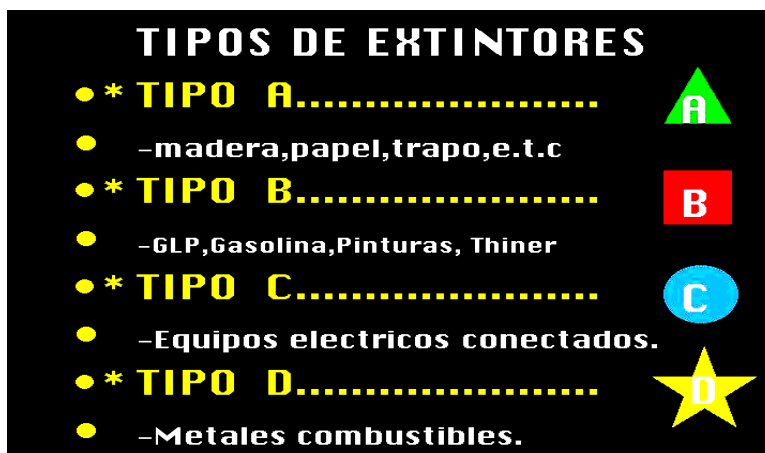 TIPOS DE EXTINTORES
* TIPO A...................... A
-madera,papel,trapo,e.t.c
* TIPO B...................... B
-GLP,Gasolina,Pinturas, Thiner
* TIPO C...................... C
-Equipos electricos conectados.
* TIPO D...................... D
-Metales combustibles.